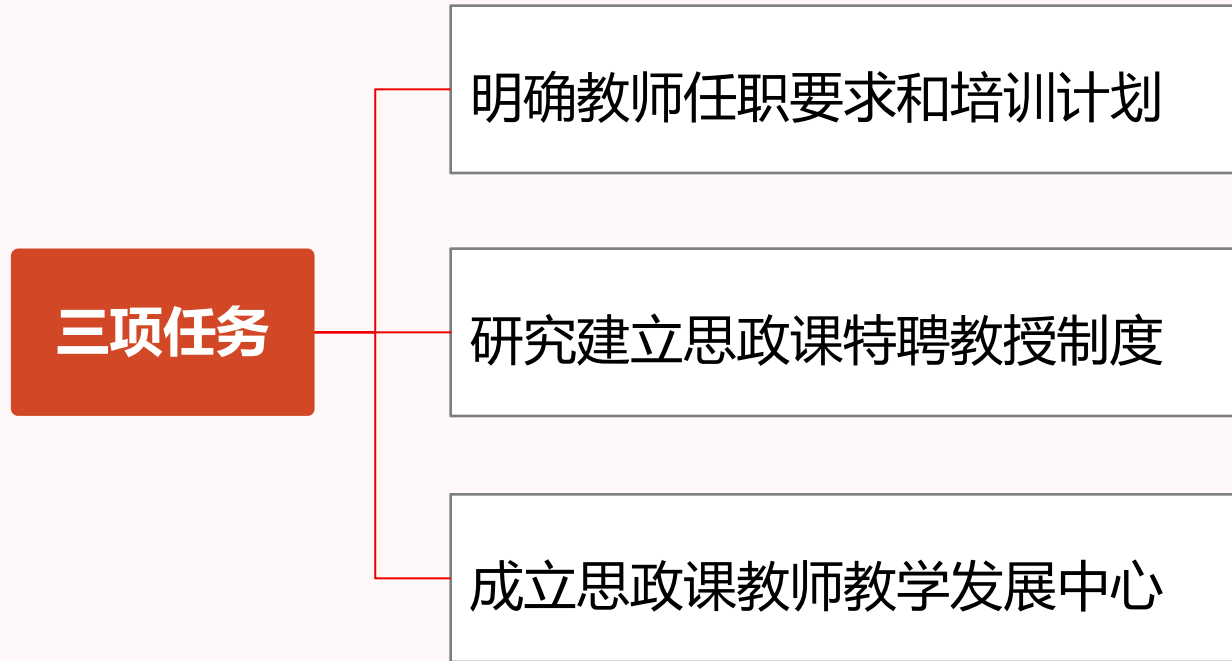 三项任务
明确教师任职要求和培训计划
研究建立思政课特聘教授制度
成立思政课教师教学发展中心